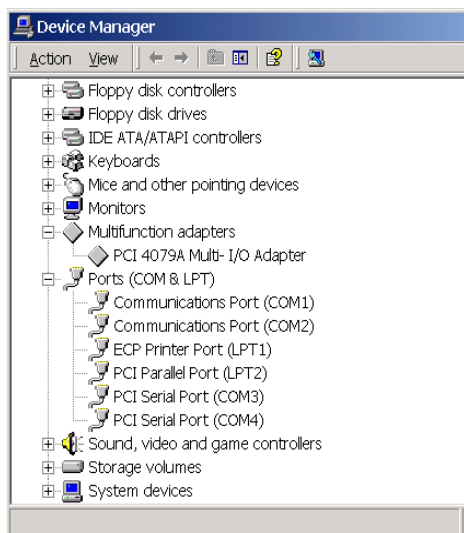 Device Manager
Action View
Floppy disk controllers
Floppy disk drives
IDE ATA/ATAPI controllers
Keyboards
Mice and other pointing devices
Monitors
Multifunction adapters
PCI 4079A Multi- I/O Adapter
Ports (COM & LPT)
Communications Port (COM1)
Communications Port (COM2)
ECP Printer Port (LPT1)
PCI Parallel Port (LPT2)
PCI Serial Port (COM3)
PCI Serial Port (COM4)
Sound, video and game controllers
Storage volumes
System devices